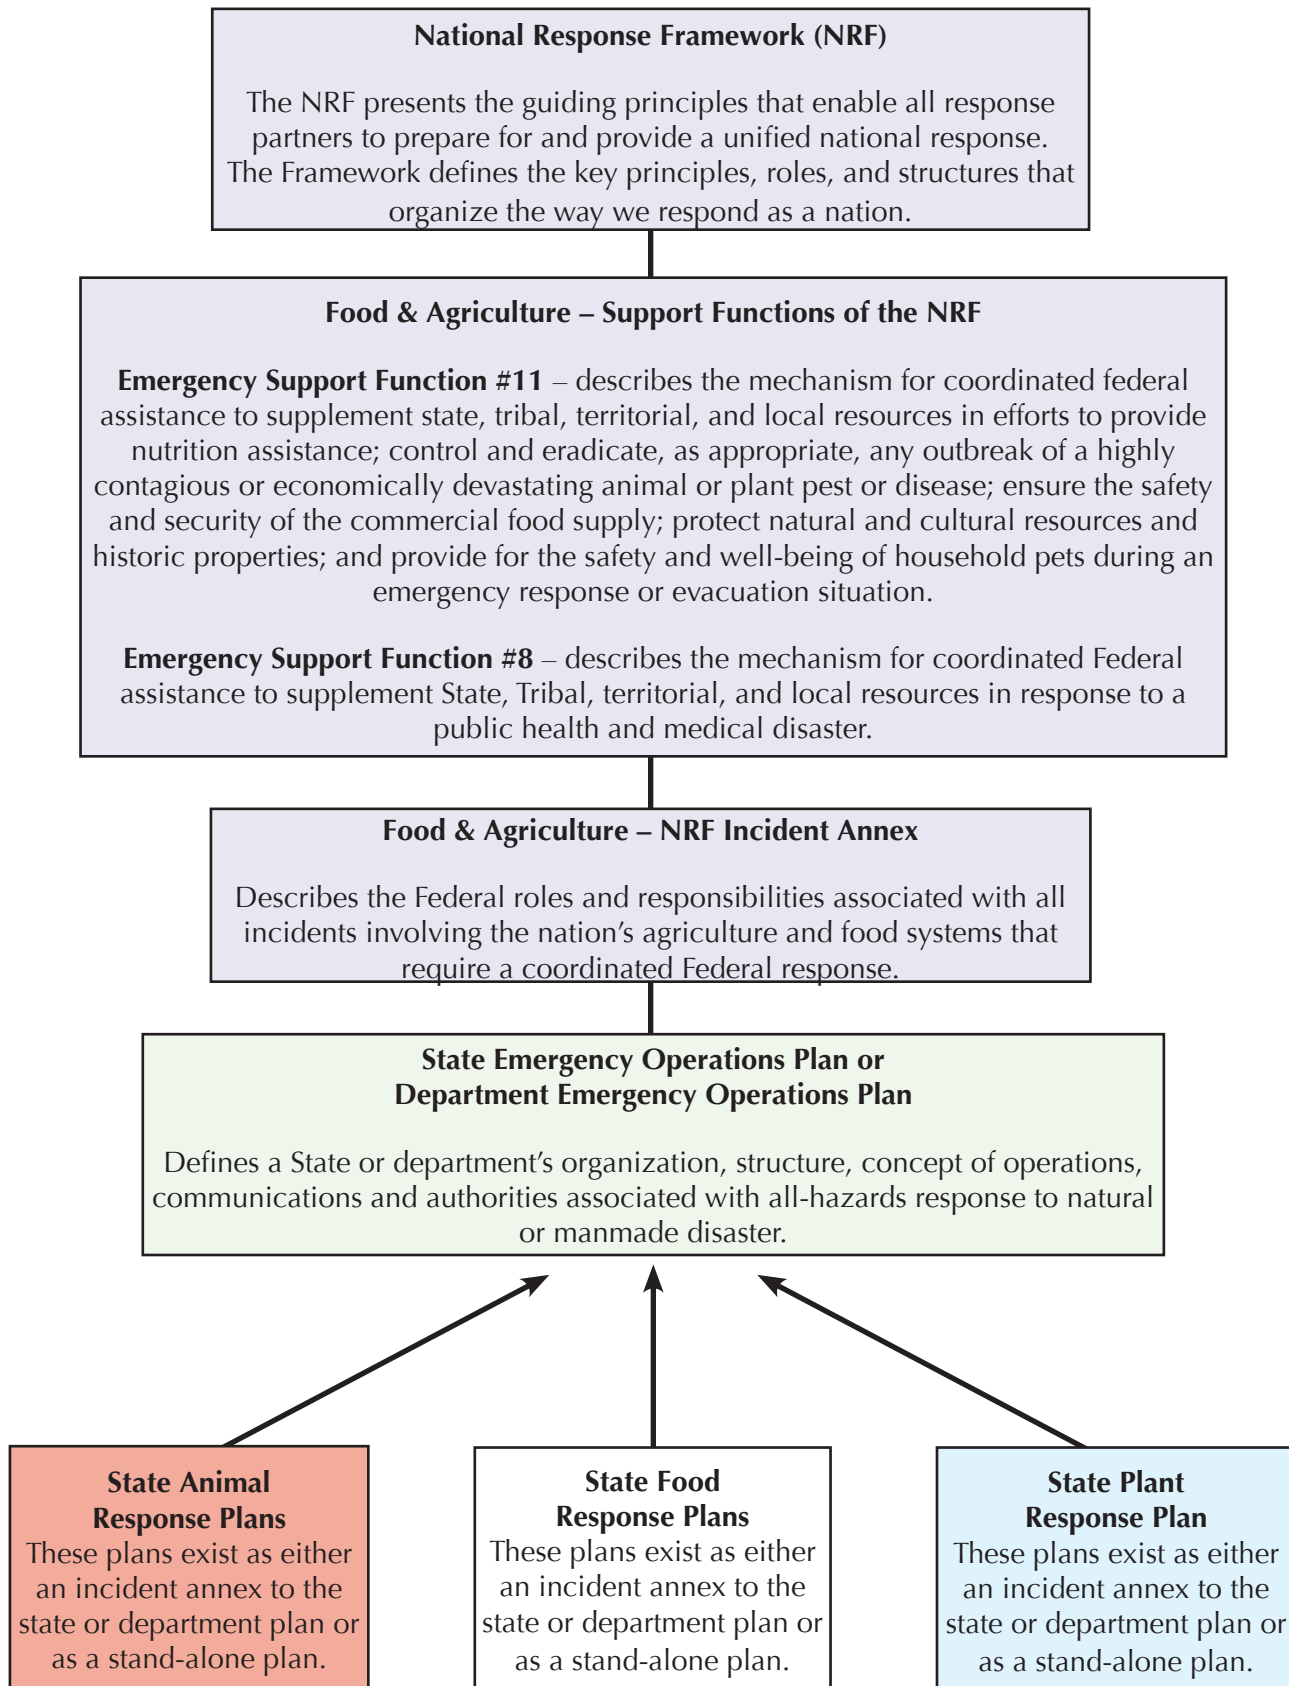 National Response Framework (NRF)
The NRF presents the guiding principles that enable all response
partners to prepare for and provide a unified national response.
The Framework defines the key principles, roles, and structures that
organize the way we respond as a nation.
Food & Agriculture – Support Functions of the NRF
Emergency Support Function #11 – describes the mechanism for coordinated federal
assistance to supplement state, tribal, territorial, and local resources in efforts to provide
nutrition assistance; control and eradicate, as appropriate, any outbreak of a highly
contagious or economically devastating animal or plant pest or disease; ensure the safety
and security of the commercial food supply; protect natural and cultural resources and
historic properties; and provide for the safety and well-being of household pets during an
emergency response or evacuation situation.
Emergency Support Function #8 – describes the mechanism for coordinated Federal
assistance to supplement State, Tribal, territorial, and local resources in response to a
public health and medical disaster.
Food & Agriculture – NRF Incident Annex
Describes the Federal roles and responsibilities associated with all
incidents involving the nation’s agriculture and food systems that
require a coordinated Federal response.
State Emergency Operations Plan or
Department Emergency Operations Plan
Defines a State or department’s organization, structure, concept of operations,
communications and authorities associated with all-hazards response to natural
or manmade disaster.
State Animal
Response Plans
These plans exist as either
an incident annex to the
state or department plan or
as a stand-alone plan.
State Food
Response Plans
These plans exist as either
an incident annex to the
state or department plan or
as a stand-alone plan.
State Plant
Response Plan
These plans exist as either
an incident annex to the
state or department plan or
as a stand-alone plan.